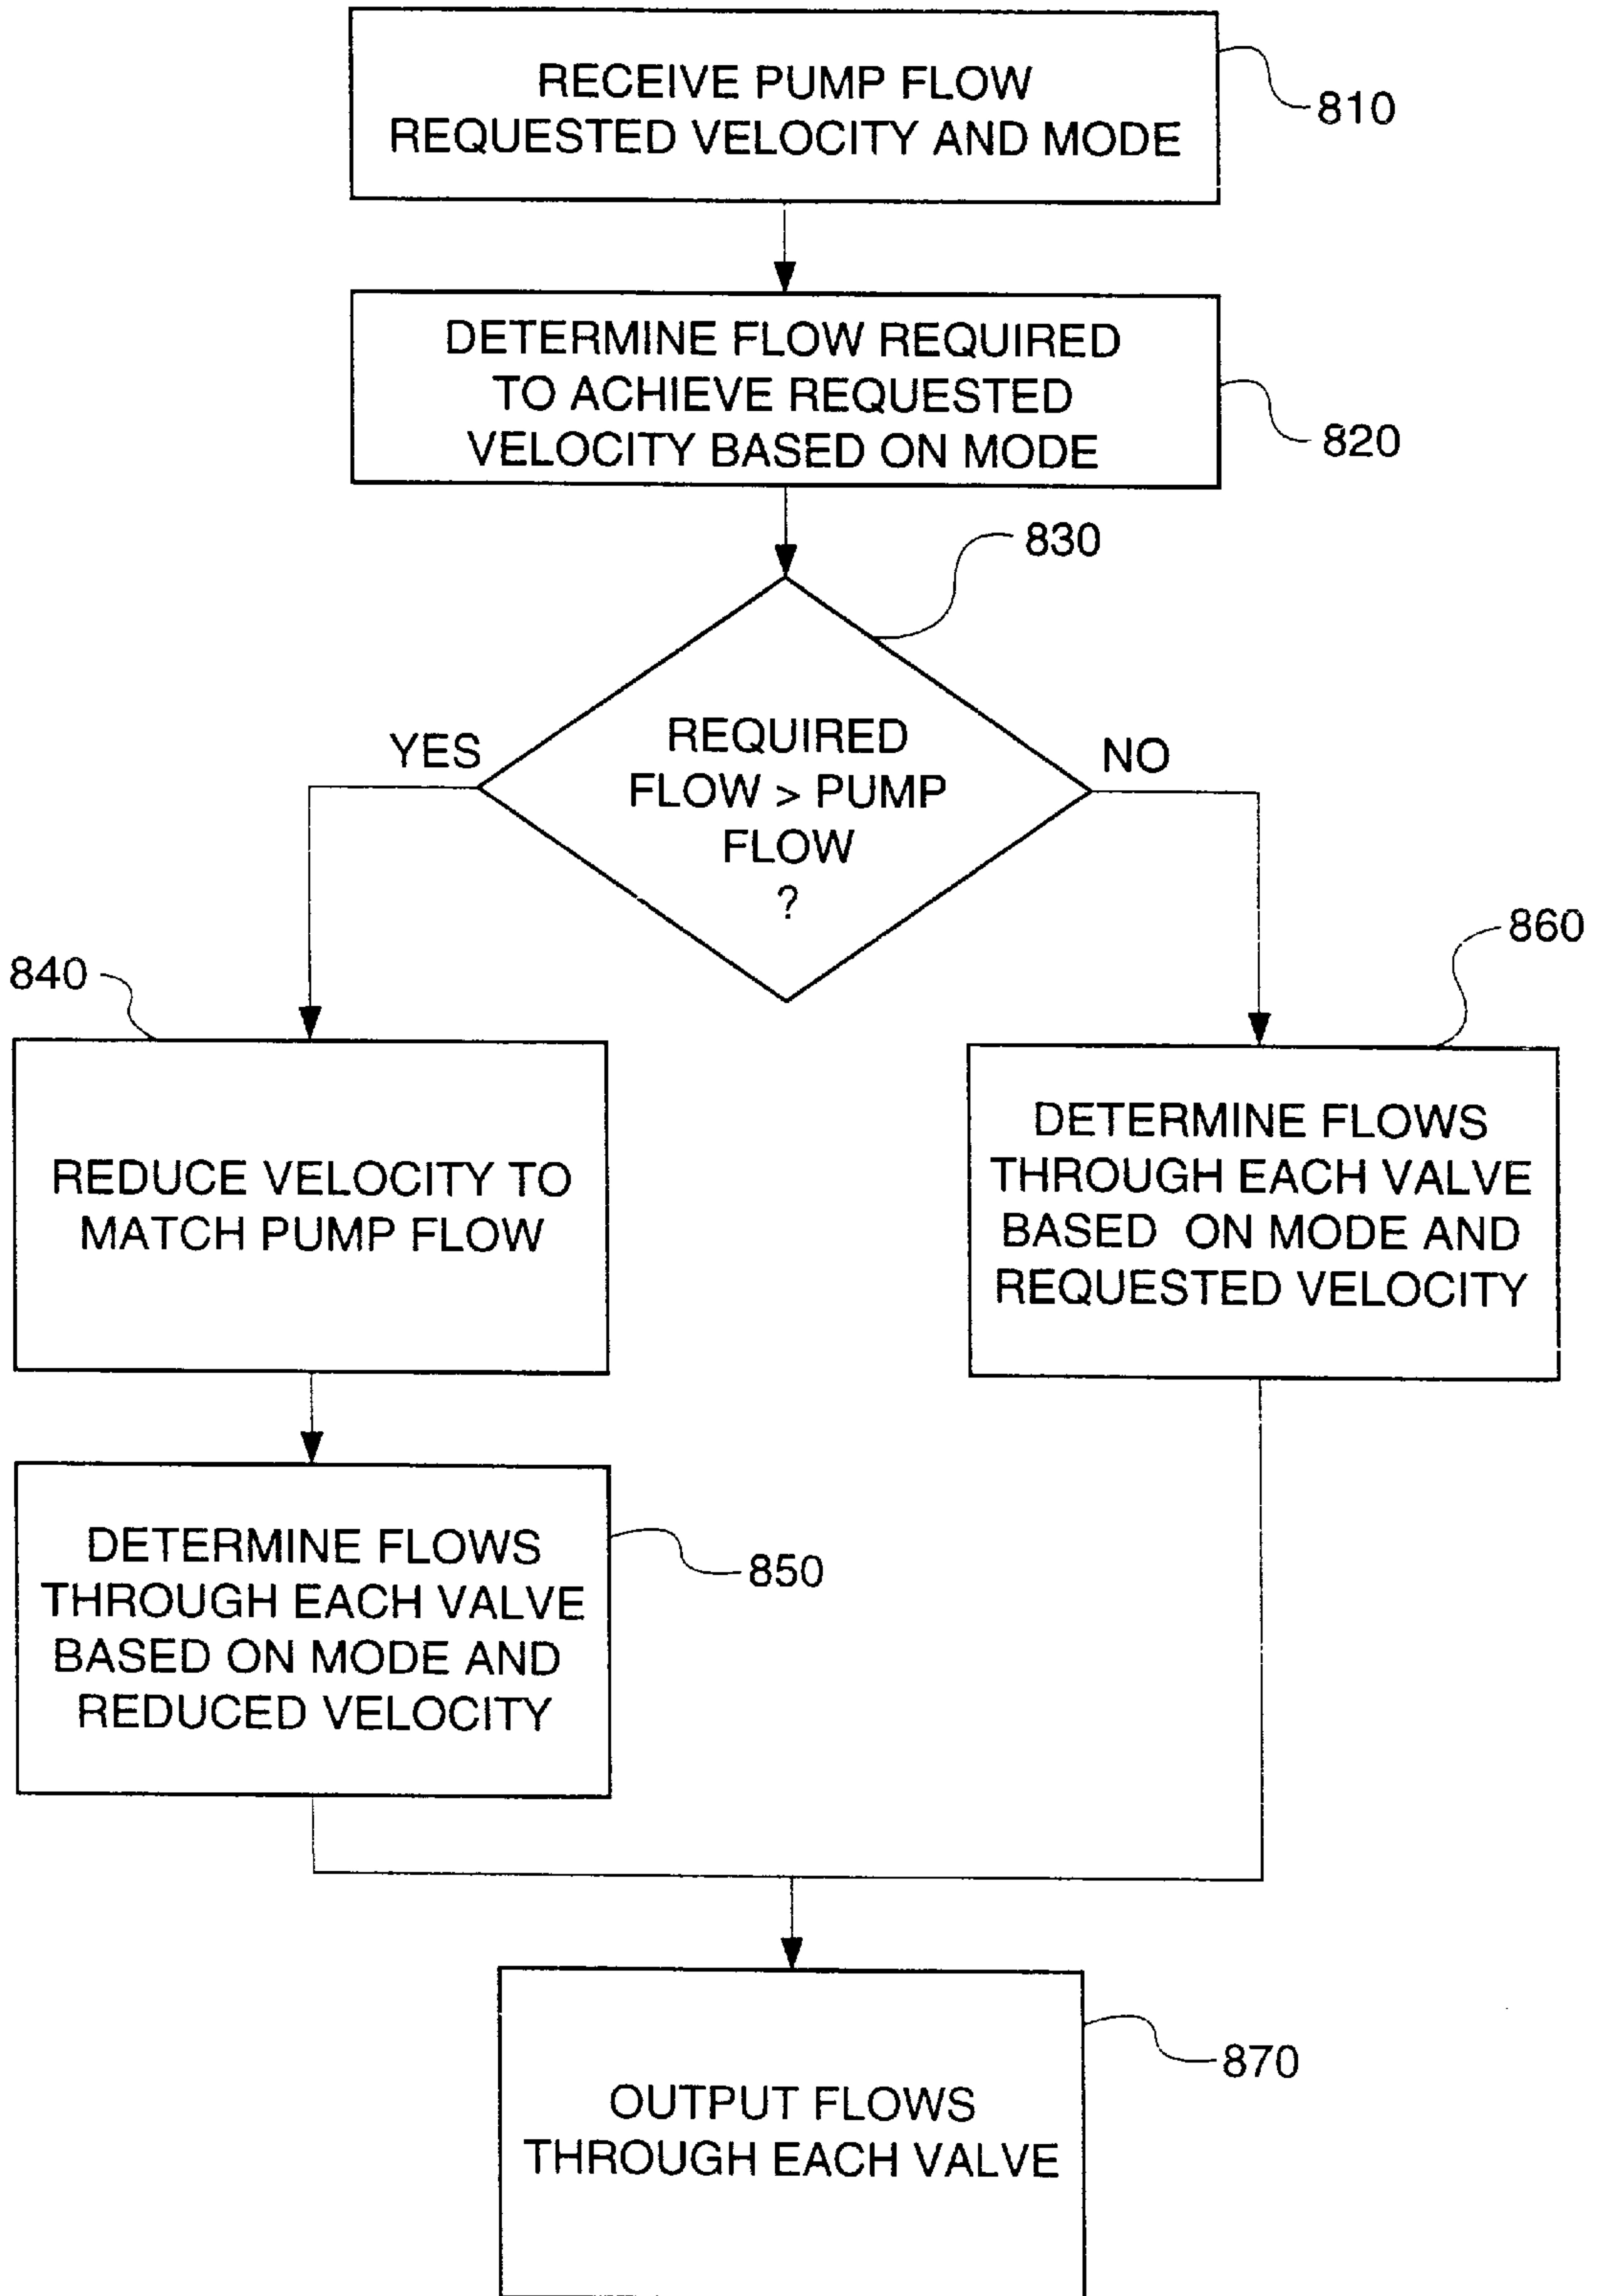 RECEIVE PUMP FLOW
REQUESTED VELOCITY AND MODE
810
DETERMINE FLOW REQUIRED
TO ACHIEVE REQUESTED
VELOCITY BASED ON MODE
820
830
REQUIRED
FLOW > PUMP
FLOW
?
YES
NO
840
REDUCE VELOCITY TO
MATCH PUMP FLOW
860
DETERMINE FLOWS
THROUGH EACH VALVE
BASED ON MODE AND
REQUESTED VELOCITY
DETERMINE FLOWS
THROUGH EACH VALVE
BASED ON MODE AND
REDUCED VELOCITY
850
OUTPUT FLOWS
THROUGH EACH VALVE
870